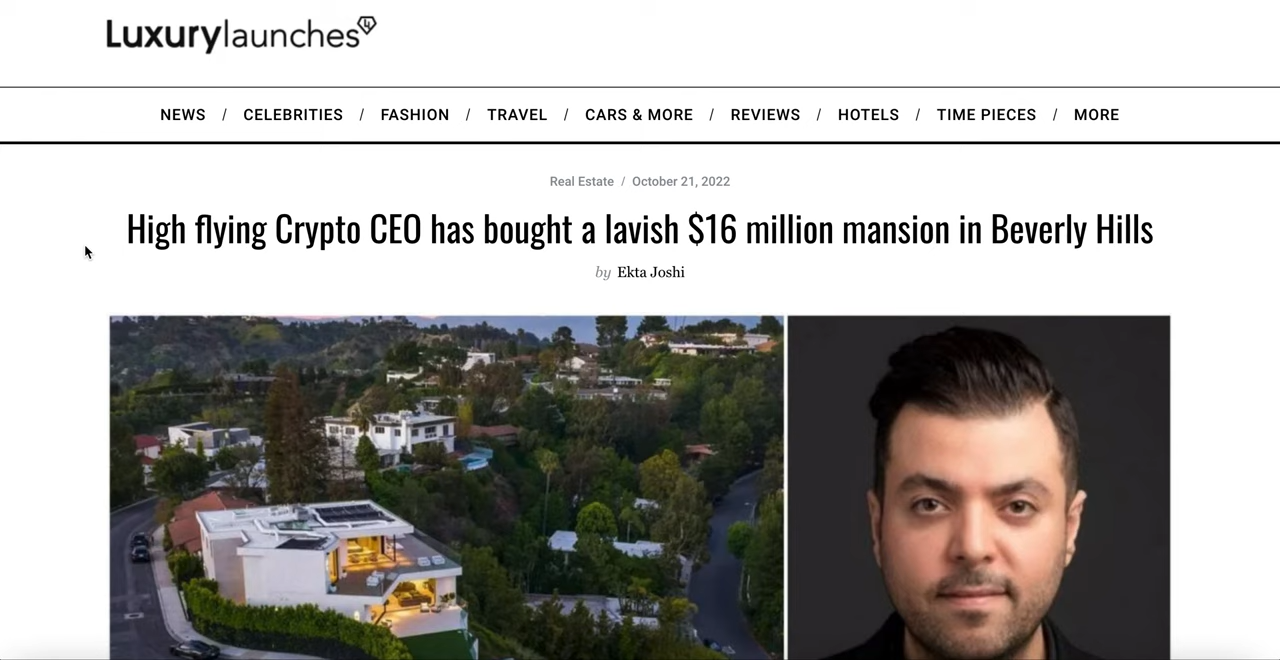 Luxurylaunches
NEWS / CELEBRITIES / FASHION / TRAVEL / CARS & MORE / REVIEWS / HOTELS / TIME PIECES / MORE
Real Estate / October 21, 2022
High flying Crypto CEO has bought a lavish $16 million mansion in Beverly Hills
by Ekta Joshi